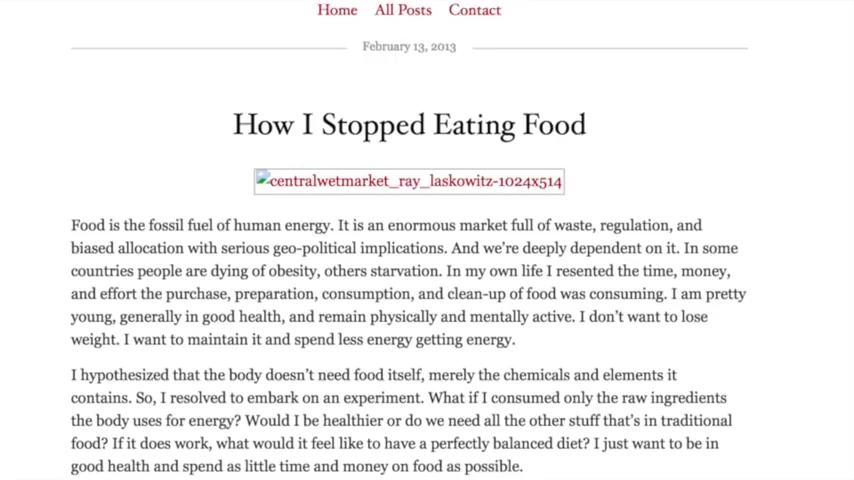 Home All Posts Contact
February 13, 2013
How I Stopped Eating Food
centralwetmarket_ray_laskowitz-1024x514
Food is the fossil fuel of human energy. It is an enormous market full of waste, regulation, and
biased allocation with serious geo-political implications. And we're deeply dependent on it. In some
countries people are dying of obesity, others starvation. In my own life I resented the time, money,
and effort the purchase, preparation, consumption, and clean-up of food was consuming. I am pretty
young, generally in good health, and remain physically and mentally active. I don't want to lose
weight. I want to maintain it and spend less energy getting energy.
I hypothesized that the body doesn't need food itself, merely the chemicals and elements it
contains. So, I resolved to embark on an experiment. What if I consumed only the raw ingredients
the body uses for energy? Would I be healthier or do we need all the other stuff that's in traditional
food? If it does work, what would it feel like to have a perfectly balanced diet? I just want to be in
good health and spend as little time and money on food as possible.